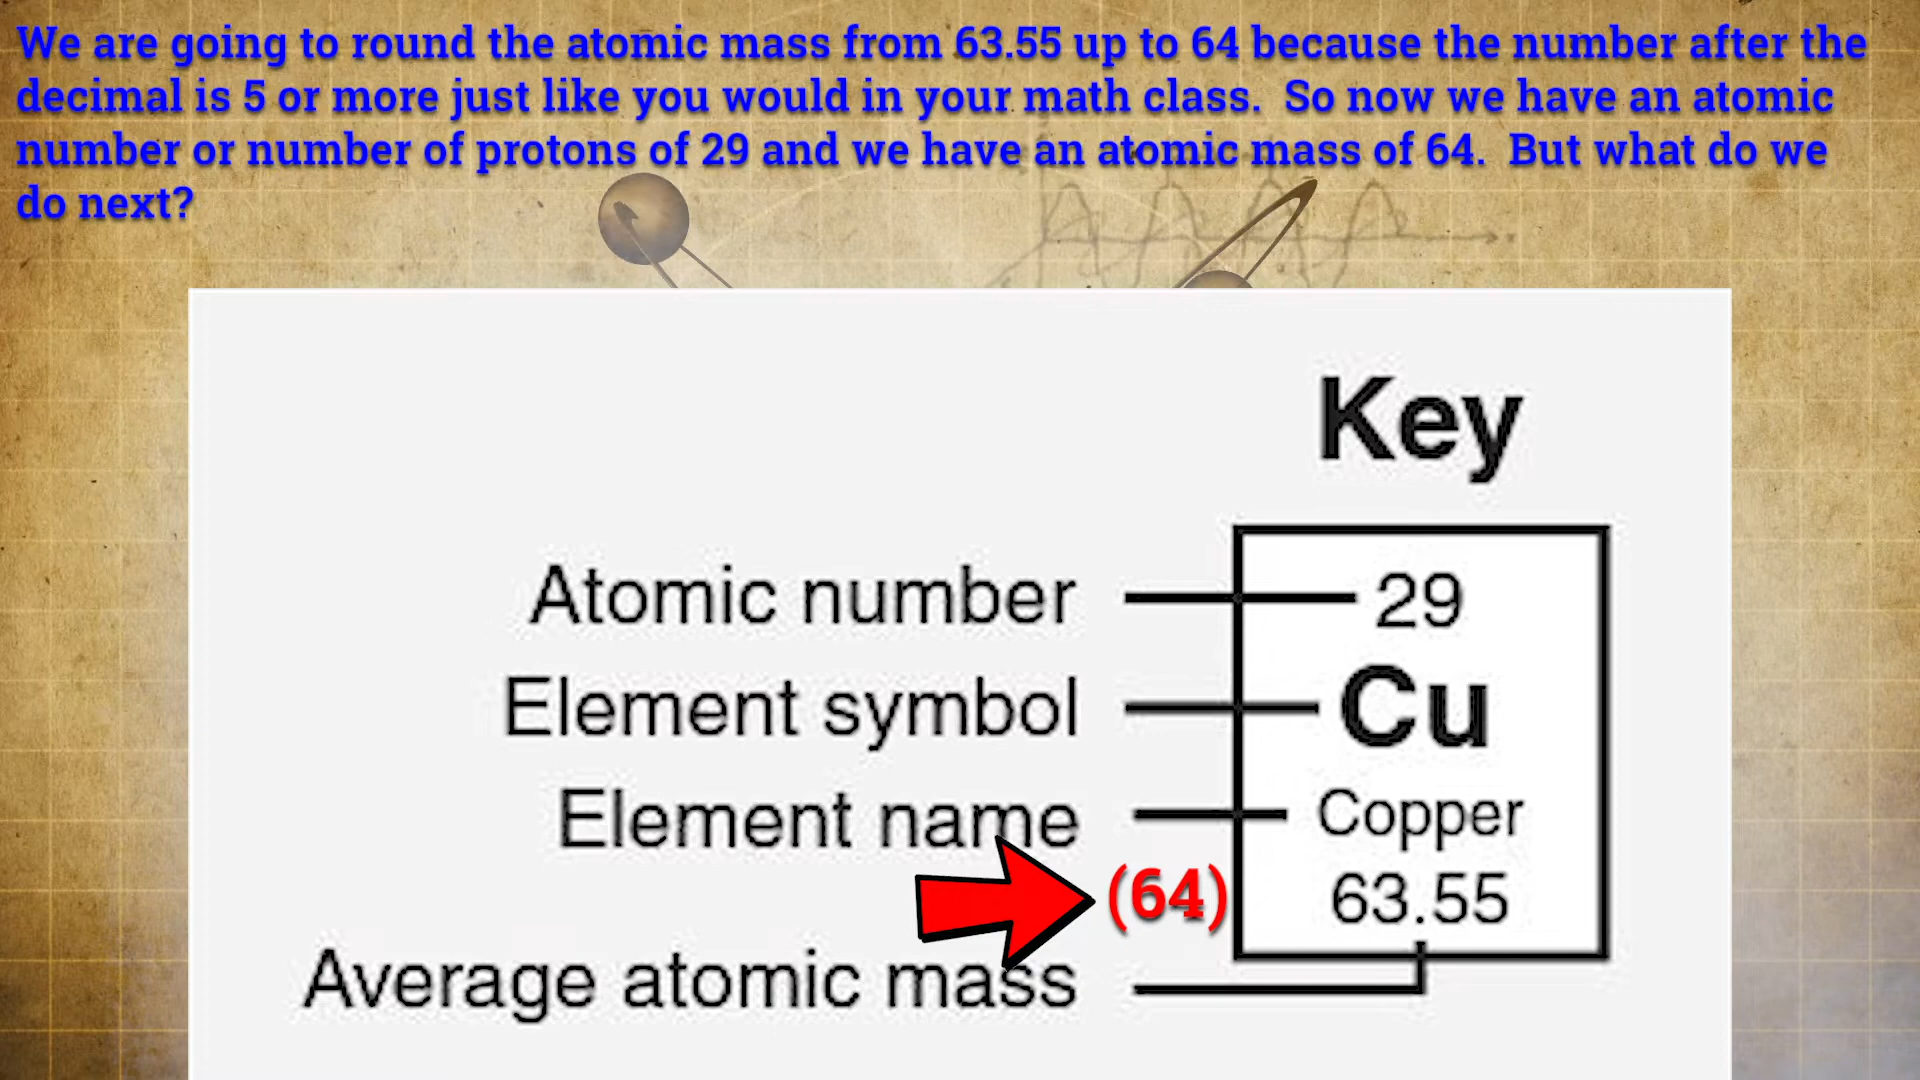 We are going to round the atomic mass from 63.55 up to 64 because the number after the
decimal is 5 or more just like you would in your math class.  So now we have an atomic
number or number of protons of 29 and we have an atomic mass of 64.  But what do we
do next?
Key
Atomic number 29
Element symbol Cu
Element name Copper
(64) 63.55
Average atomic mass